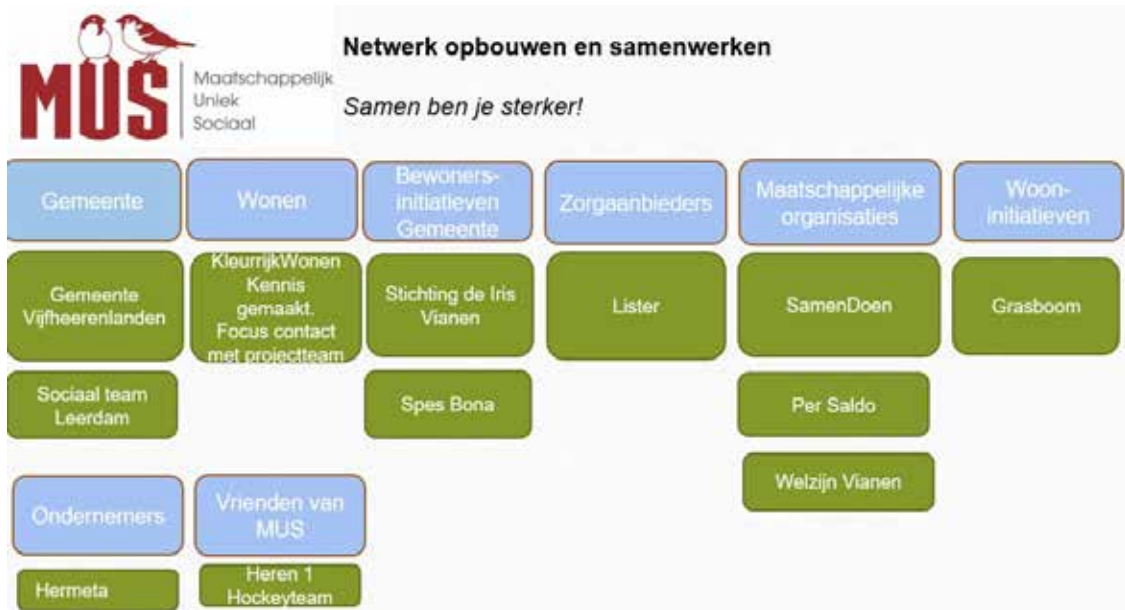 MUS
Maatschappelijk
Uniek
Sociaal
Netwerk opbouwen en samenwerken
Samen ben je sterker!
Gemeente
Wonen
Bewoners-
initiatieven
Gemeente
Zorgaanbieders
Maatschappelijke
organisaties
Woon-
initiatieven
Gemeente
Vijfheerenlanden
KleurrijkWonen
Kennis
gemaakt.
Focus contact
met projectteam
Stichting de Iris
Vianen
Lister
SamenDoen
Grasboom
Sociaal team
Leerdam
Spes Bona
Per Saldo
Welzijn Vianen
Ondernemers
Vrienden van
MUS
Hermeta
Heren 1
Hockeyteam